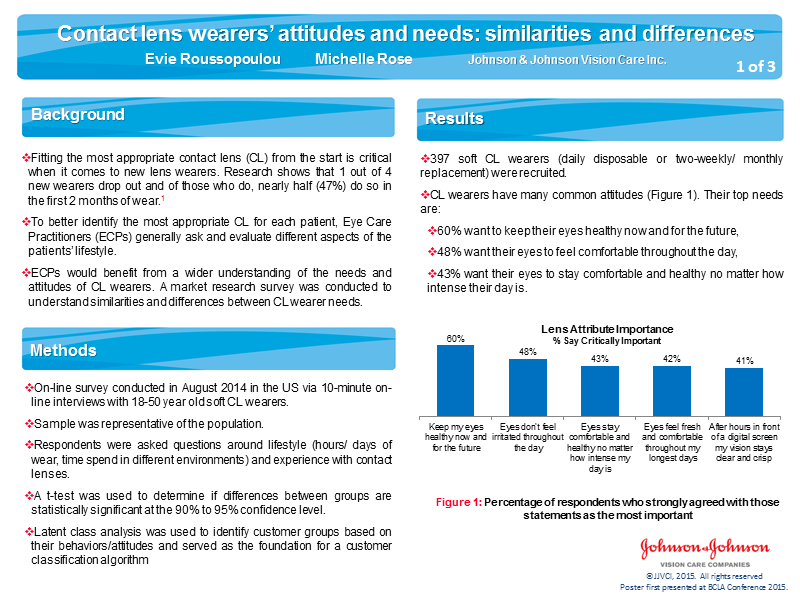 Contact lens wearers' attitudes and needs: similarities and differences
Evie Roussopoulou Michelle Rose Johnson & Johnson Vision Care Inc.
1 of 3
Background
❖Fitting the most appropriate contact lens (CL) from the start is critical
when it comes to new lens wearers. Research shows that 1 out of 4
new wearers drop out and of those who do, nearly half (47%) do so in
the first 2 months of wear.1
❖To better identify the most appropriate CL for each patient, Eye Care
Practitioners (ECPs) generally ask and evaluate different aspects of the
patients' lifestyle.
❖ECPs would benefit from a wider understanding of the needs and
attitudes of CL wearers. A market research survey was conducted to
understand similarities and differences between CL wearer needs.
Methods
❖On-line survey conducted in August 2014 in the US via 10-minute on-
line interviews with 18-50 year old soft CL wearers.
❖Sample was representative of the population.
❖Respondents were asked questions around lifestyle (hours/ days of
wear, time spend in different environments) and experience with contact
lenses.
❖A t-test was used to determine if differences between groups are
statistically significant at the 90% to 95% confidence level.
❖Latent class analysis was used to identify customer groups based on
their behaviors/attitudes and served as the foundation for a customer
classification algorithm
Results
❖397 soft CL wearers (daily disposable or two-weekly/ monthly
replacement) were recruited.
❖CL wearers have many common attitudes (Figure 1). Their top needs
are:
❖60% want to keep their eyes healthy now and for the future,
❖48% want their eyes to feel comfortable throughout the day,
❖43% want their eyes to stay comfortable and healthy no matter how
intense their day is.
Lens Attribute Importance
% Say Critically Important
60%
48%
43%
42%
41%
Keep my eyes
healthy now and
for the future
Eyes don't feel
irritated throughout
the day
Eyes stay
comfortable and
healthy no matter
how intense my
day is
Eyes feel fresh
and comfortable
throughout my
longest days
After hours in front
of a digital screen
my vision stays
clear and crisp
Figure 1: Percentage of respondents who strongly agreed with those
statements as the most important
Johnson & Johnson
VISION CARE COMPANIES
©JJVCI, 2015. All rights reserved
Poster first presented at BCLA Conference 2015.